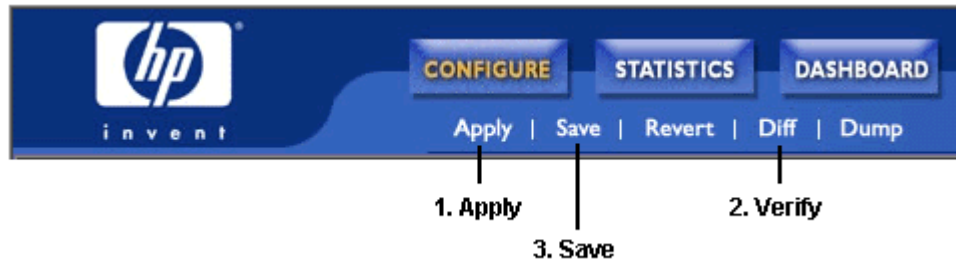 hp
invent
CONFIGURE STATISTICS DASHBOARD
Apply | Save | Revert | Diff | Dump
1. Apply 2. Verify
3. Save